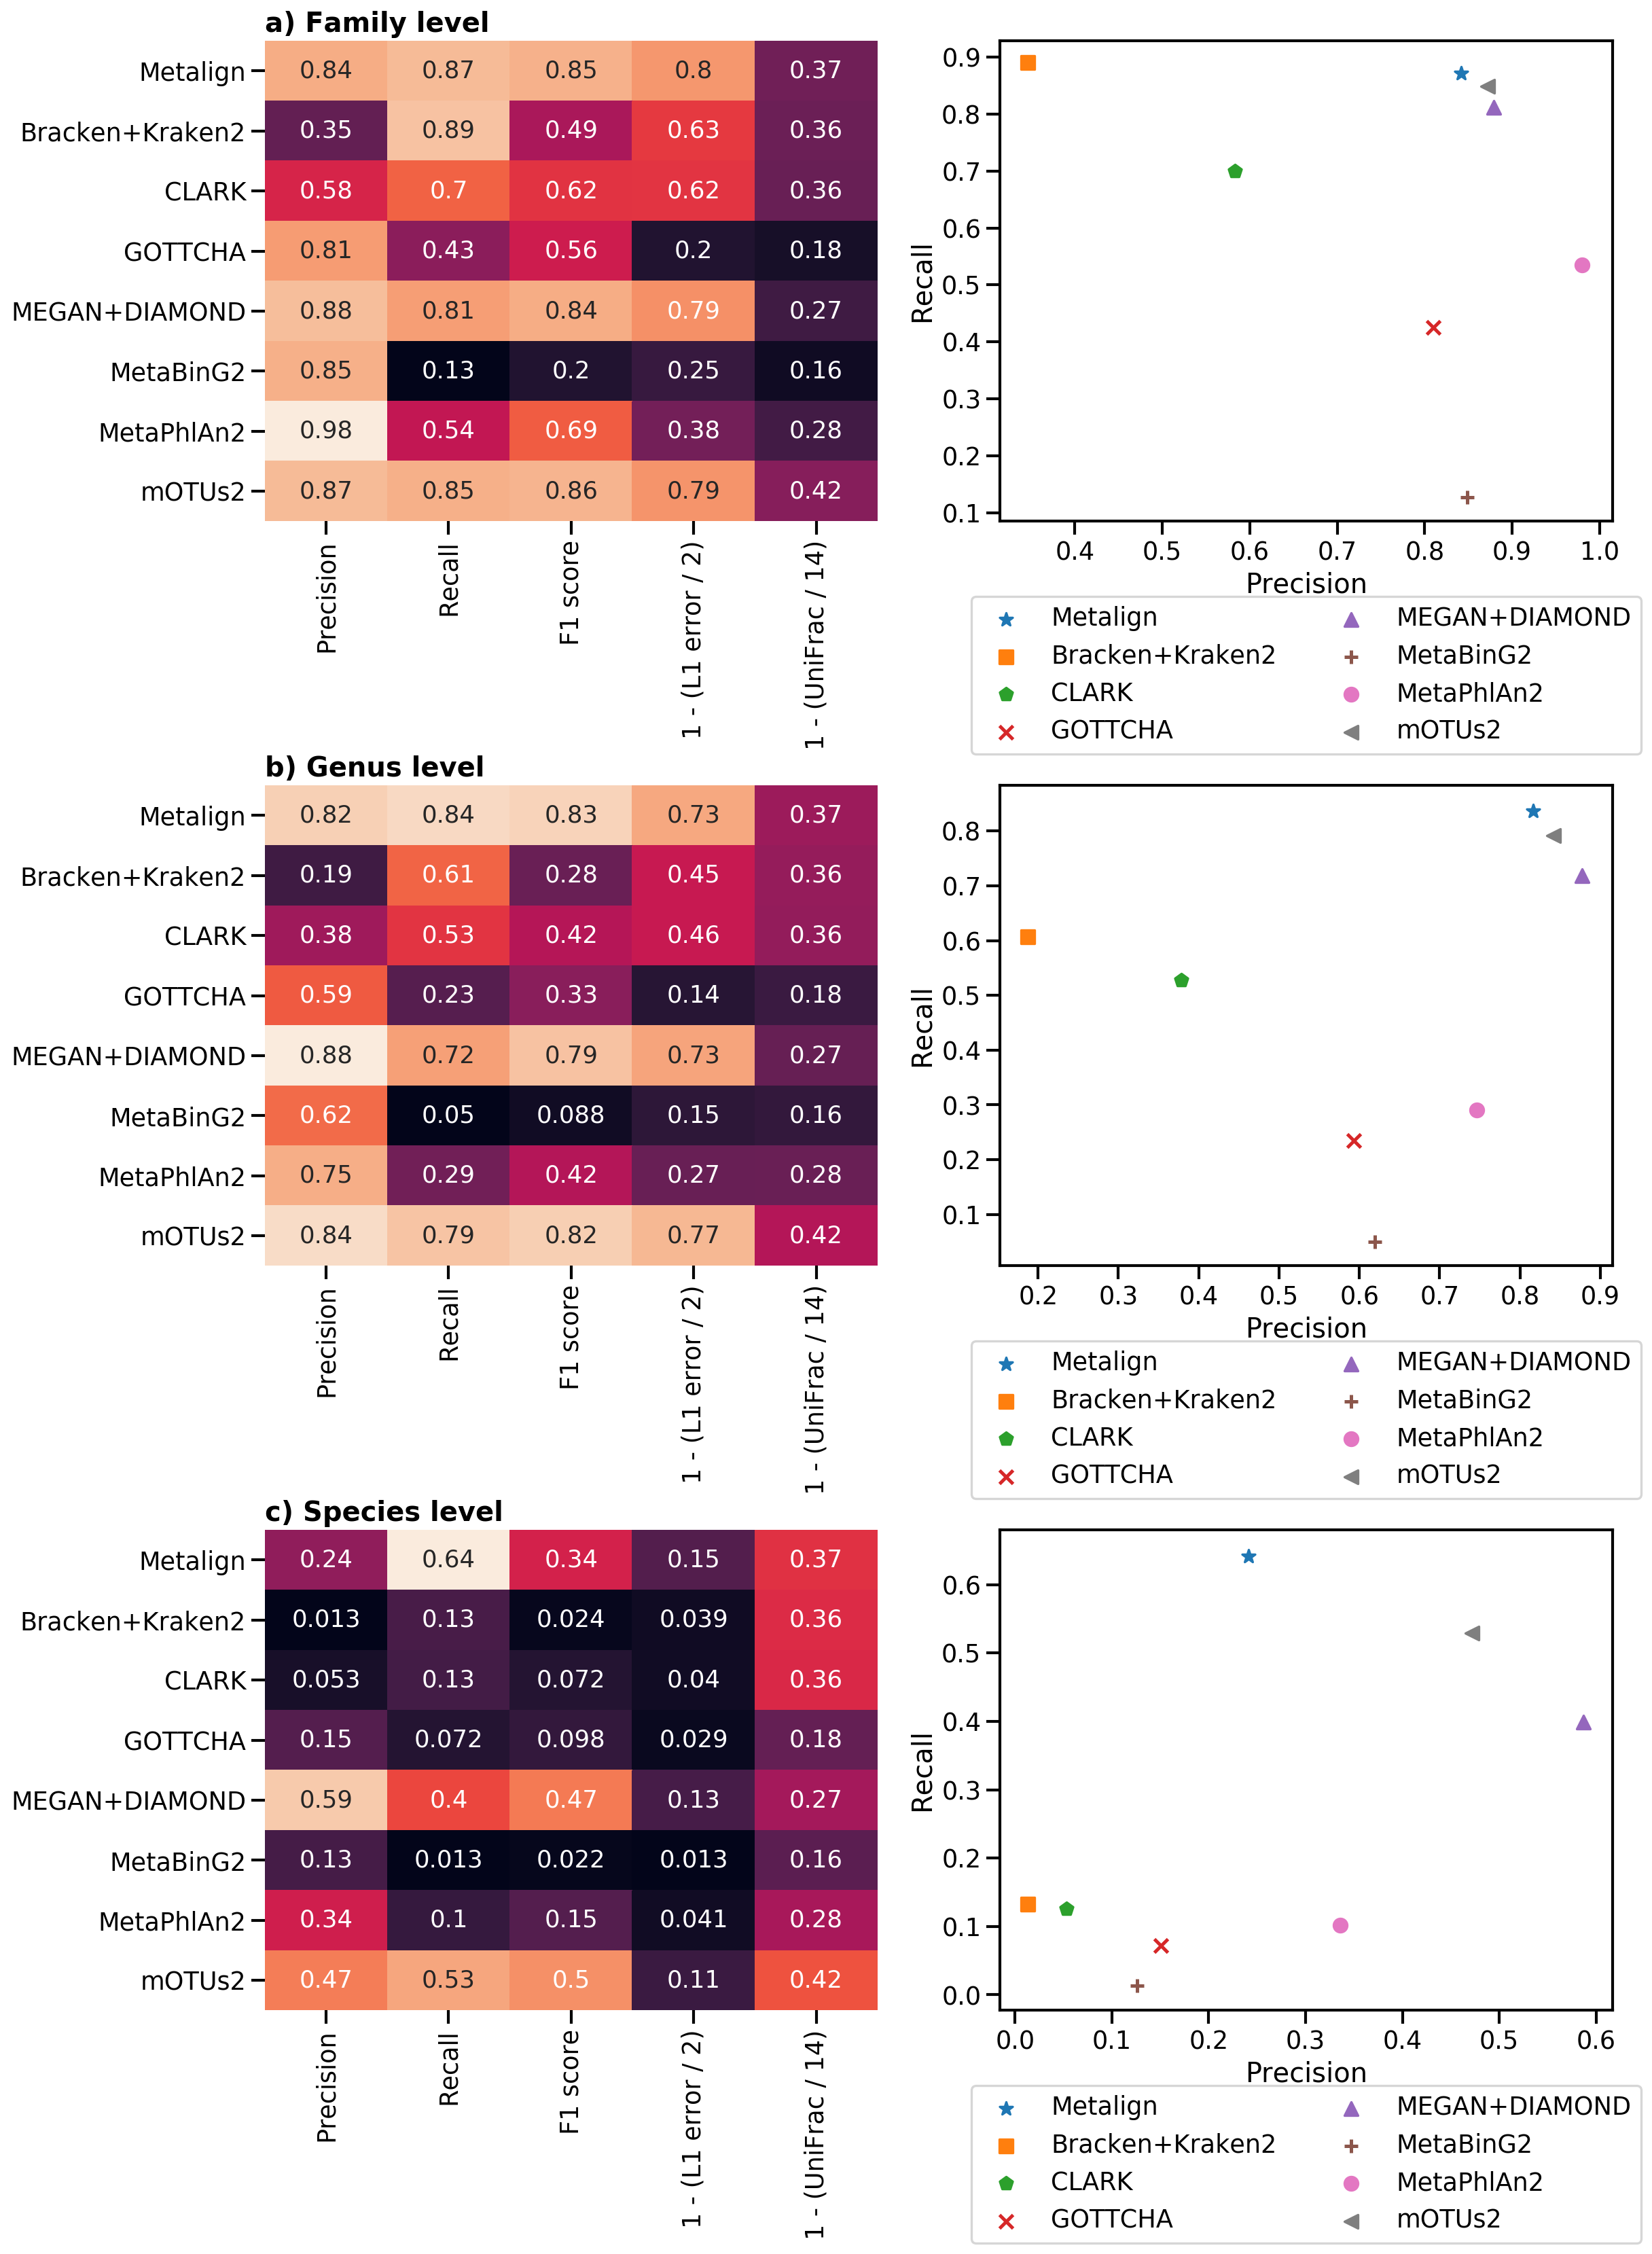 a) Family level
Metalign 0.84 0.87 0.85 0.8 0.37
Bracken+Kraken2 0.35 0.89 0.49 0.63 0.36
CLARK 0.58 0.7 0.62 0.62 0.36
GOTTCHA 0.81 0.43 0.56 0.2 0.18
MEGAN+DIAMOND 0.88 0.81 0.84 0.79 0.27
MetaBinG2 0.85 0.13 0.2 0.25 0.16
MetaPhlAn2 0.98 0.54 0.69 0.38 0.28
mOTUs2 0.87 0.85 0.86 0.79 0.42
Precision
Recall
F1 score
1 - (L1 error / 2)
1 - (UniFrac / 14)
Recall
0.9
0.8
0.7
0.6
0.5
0.4
0.3
0.2
0.1
0.4 0.5 0.6 0.7 0.8 0.9 1.0
Precision
Metalign MEGAN+DIAMOND
Bracken+Kraken2 MetaBinG2
CLARK MetaPhlAn2
GOTTCHA mOTUs2
b) Genus level
Metalign 0.82 0.84 0.83 0.73 0.37
Bracken+Kraken2 0.19 0.61 0.28 0.45 0.36
CLARK 0.38 0.53 0.42 0.46 0.36
GOTTCHA 0.59 0.23 0.33 0.14 0.18
MEGAN+DIAMOND 0.88 0.72 0.79 0.73 0.27
MetaBinG2 0.62 0.05 0.088 0.15 0.16
MetaPhlAn2 0.75 0.29 0.42 0.27 0.28
mOTUs2 0.84 0.79 0.82 0.77 0.42
Precision
Recall
F1 score
1 - (L1 error / 2)
1 - (UniFrac / 14)
Recall
0.8
0.7
0.6
0.5
0.4
0.3
0.2
0.1
0.2 0.3 0.4 0.5 0.6 0.7 0.8 0.9
Precision
Metalign MEGAN+DIAMOND
Bracken+Kraken2 MetaBinG2
CLARK MetaPhlAn2
GOTTCHA mOTUs2
c) Species level
Metalign 0.24 0.64 0.34 0.15 0.37
Bracken+Kraken2 0.013 0.13 0.024 0.039 0.36
CLARK 0.053 0.13 0.072 0.04 0.36
GOTTCHA 0.15 0.072 0.098 0.029 0.18
MEGAN+DIAMOND 0.59 0.4 0.47 0.13 0.27
MetaBinG2 0.13 0.013 0.022 0.013 0.16
MetaPhlAn2 0.34 0.1 0.15 0.041 0.28
mOTUs2 0.47 0.53 0.5 0.11 0.42
Precision
Recall
F1 score
1 - (L1 error / 2)
1 - (UniFrac / 14)
Recall
0.6
0.5
0.4
0.3
0.2
0.1
0.0
0.0 0.1 0.2 0.3 0.4 0.5 0.6
Precision
Metalign MEGAN+DIAMOND
Bracken+Kraken2 MetaBinG2
CLARK MetaPhlAn2
GOTTCHA mOTUs2